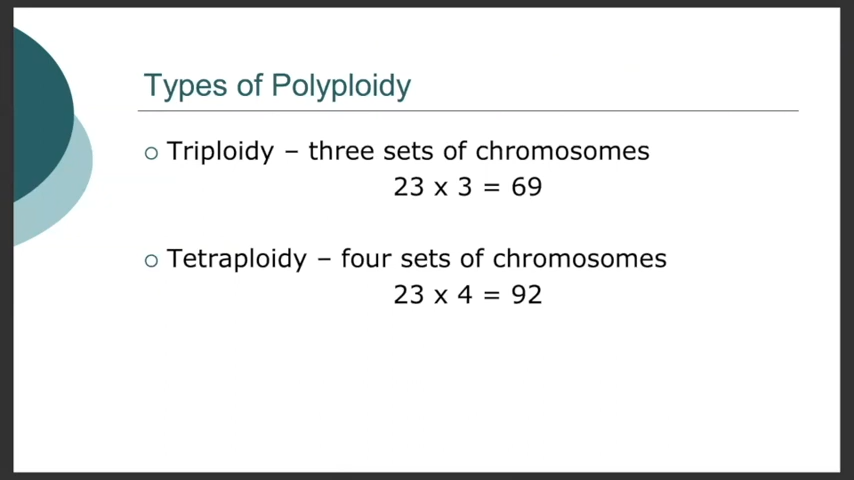 Types of Polyploidy
Triploidy – three sets of chromosomes
23 x 3 = 69
Tetraploidy – four sets of chromosomes
23 x 4 = 92